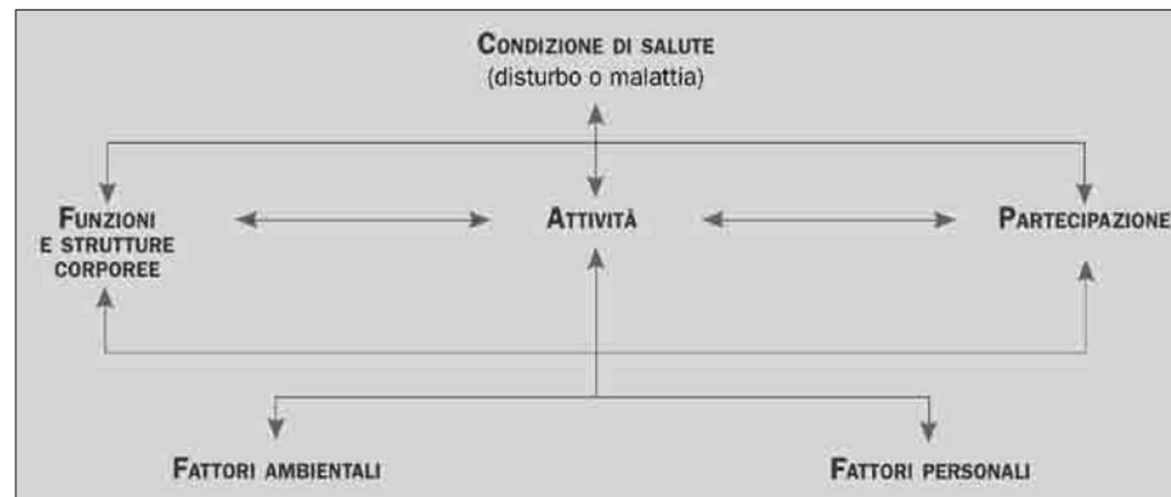 CONDIZIONE DI SALUTE
(disturbo o malattia)
FUNZIONI
E STRUTTURE
CORPOREE
ATTIVITÀ
PARTECIPAZIONE
FATTORI AMBIENTALI
FATTORI PERSONALI